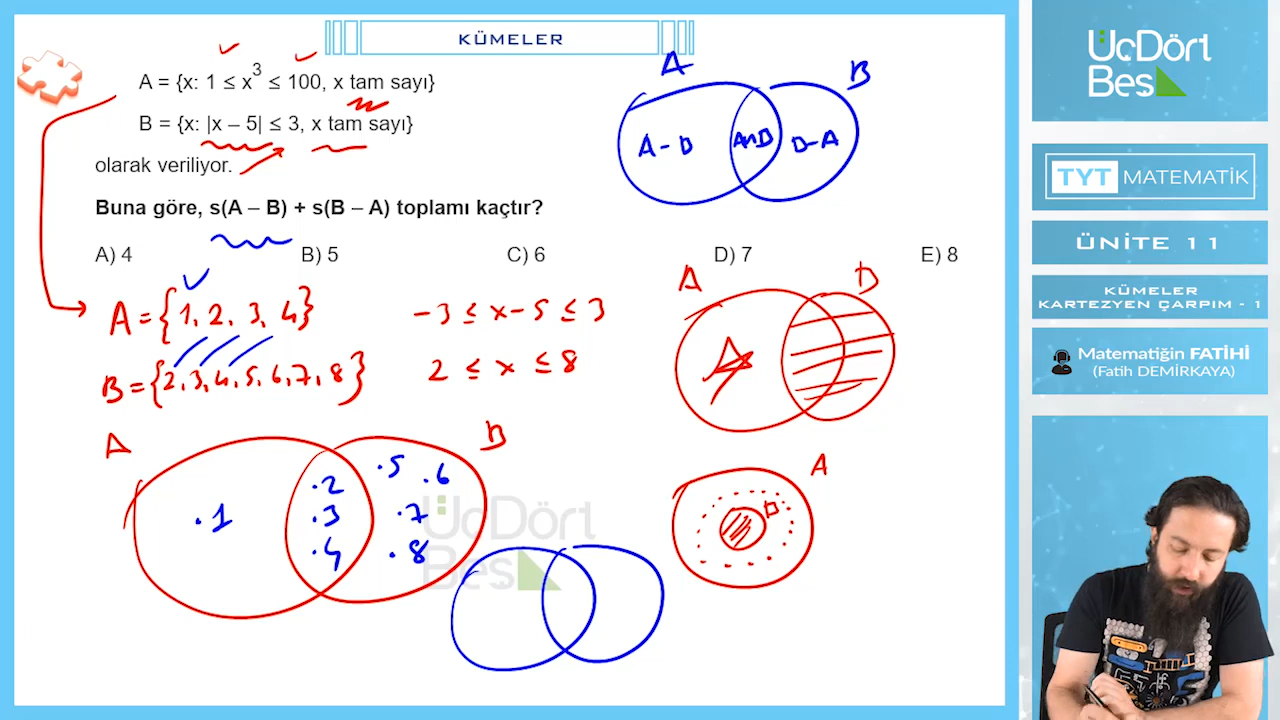 KÜMELER
A = {x: 1 ≤ x³ ≤ 100, x tam sayı}
B = {x: |x – 5| ≤ 3, x tam sayı}
olarak veriliyor.
Buna göre, s(A – B) + s(B – A) toplamı kaçtır?
A) 4 B) 5 C) 6 D) 7 E) 8
A = {1, 2, 3, 4}
B = {2, 3, 4, 5, 6, 7, 8}
-3 ≤ x-5 ≤ 3
2 ≤ x ≤ 8
A B
A-B A∩B B-A
A B
A B
.1 .2 .3 .4 .5 .6 .7 .8
A
B
ÜçDört
Beş
ÜçDört
Beş
TYT MATEMATİK
ÜNİTE 11
KÜMELER
KARTEZYEN ÇARPIM - 1
Matematiğin FATİHİ
(Fatih DEMİRKAYA)